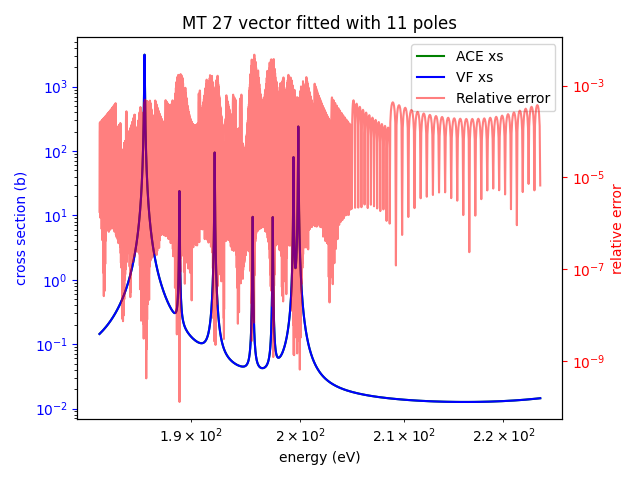 MT 27 vector fitted with 11 poles
ACE xs
VF xs
Relative error
10³
10²
10¹
10⁰
10⁻¹
10⁻²
cross section (b)
10⁻³
10⁻⁵
10⁻⁷
10⁻⁹
relative error
1.9 × 10² 2 × 10² 2.1 × 10² 2.2 × 10²
energy (eV)